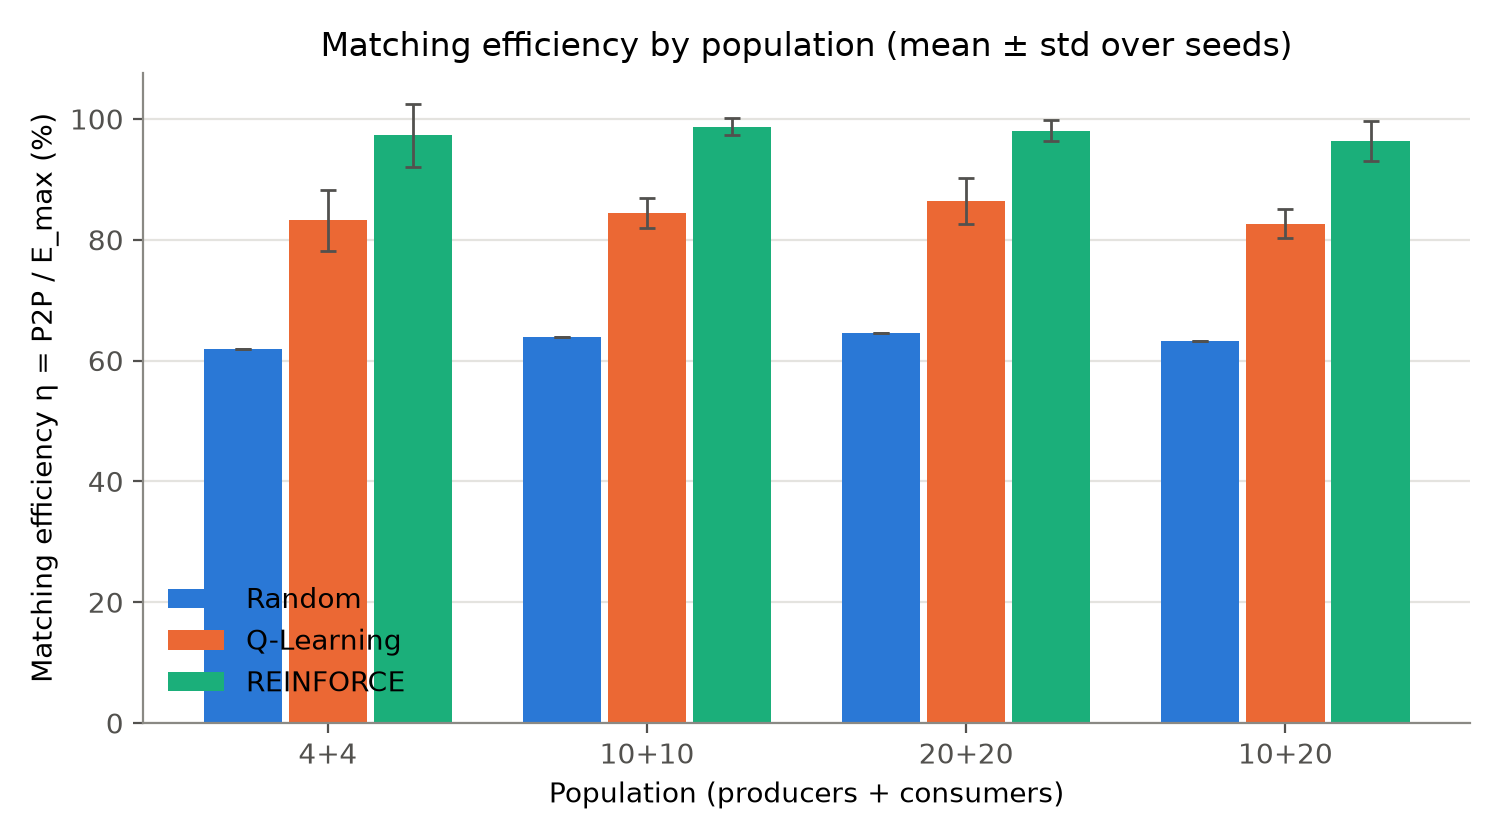 Matching efficiency by population (mean ± std over seeds)
Matching efficiency η = P2P / E_max (%)
100
80
60
40
20
0
Random
Q-Learning
REINFORCE
4+4 10+10 20+20 10+20
Population (producers + consumers)